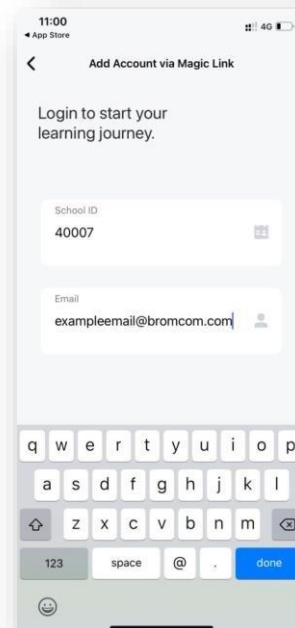 11:00
4G
◀ App Store
Add Account via Magic Link
Login to start your
learning journey.
School ID
40007
Email
exampleemail@bromcom.com
q w e r t y u i o p
a s d f g h j k l
z x c v b n m
123 space @ . done